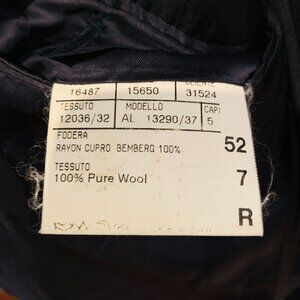 CLIENTE
16487 15650 31524
TESSUTO MODELLO CAPI
12036/32 AL 13290/37 5
FODERA
RAYON CUPRO BEMBERG 100% 52
TESSUTO 7
100% Pure Wool
R